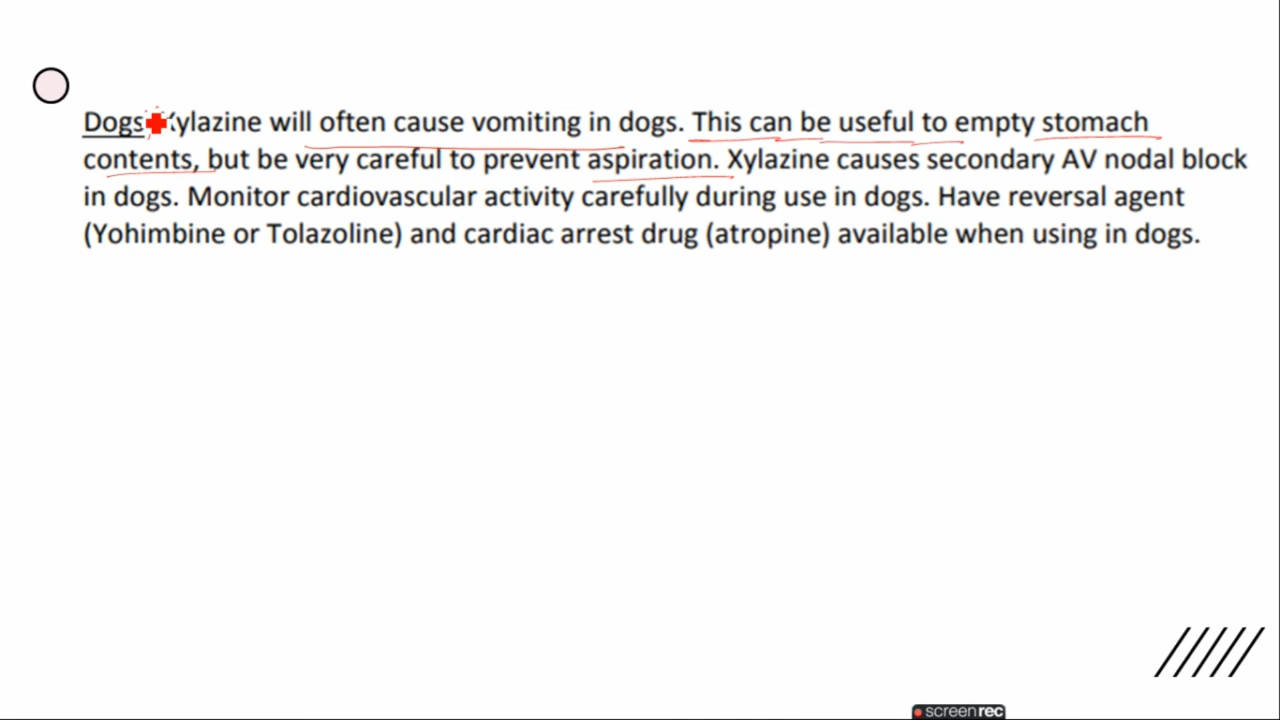 Dogs Xylazine will often cause vomiting in dogs. This can be useful to empty stomach
contents, but be very careful to prevent aspiration. Xylazine causes secondary AV nodal block
in dogs. Monitor cardiovascular activity carefully during use in dogs. Have reversal agent
(Yohimbine or Tolazoline) and cardiac arrest drug (atropine) available when using in dogs.
screenrec